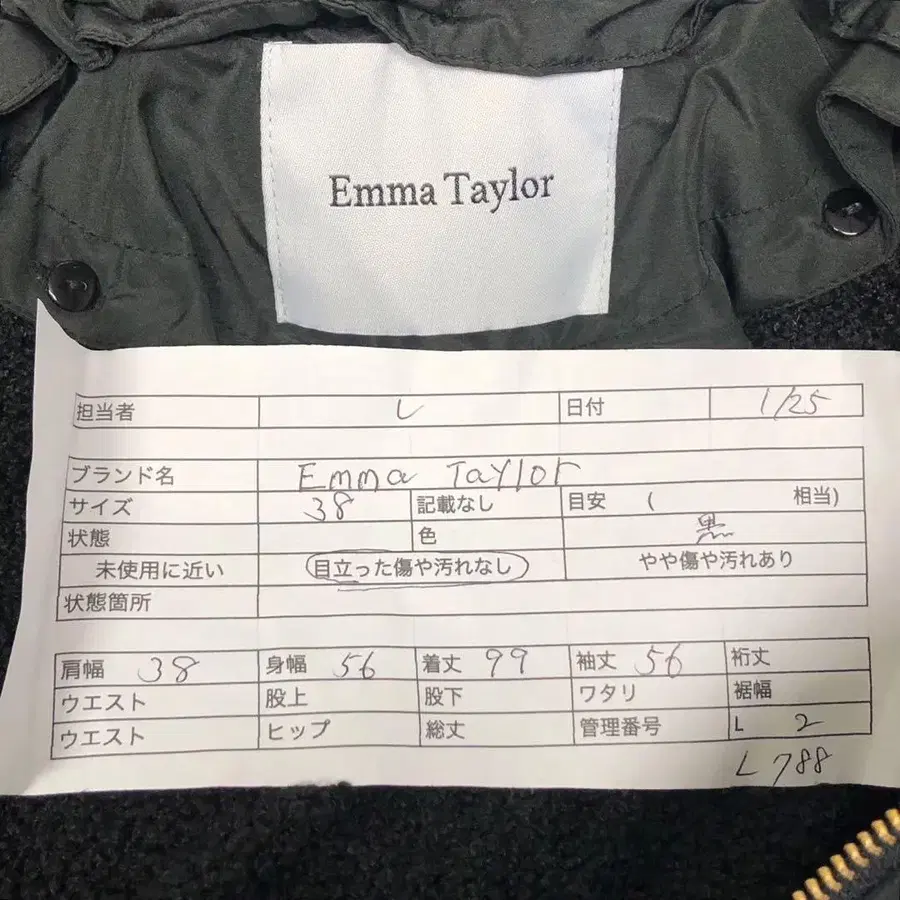 Emma Taylor
担当者 L 日付 1/25
ブランド名 Emma Taylor
サイズ 38 記載なし 目安 ( 相当)
状態 色 黒
未使用に近い 目立った傷や汚れなし やや傷や汚れあり
状態箇所
肩幅 38 身幅 56 着丈 99 袖丈 56 裄丈
ウエスト 股上 股下 ワタリ 裾幅
ウエスト ヒップ 総丈 管理番号 L 2
L788